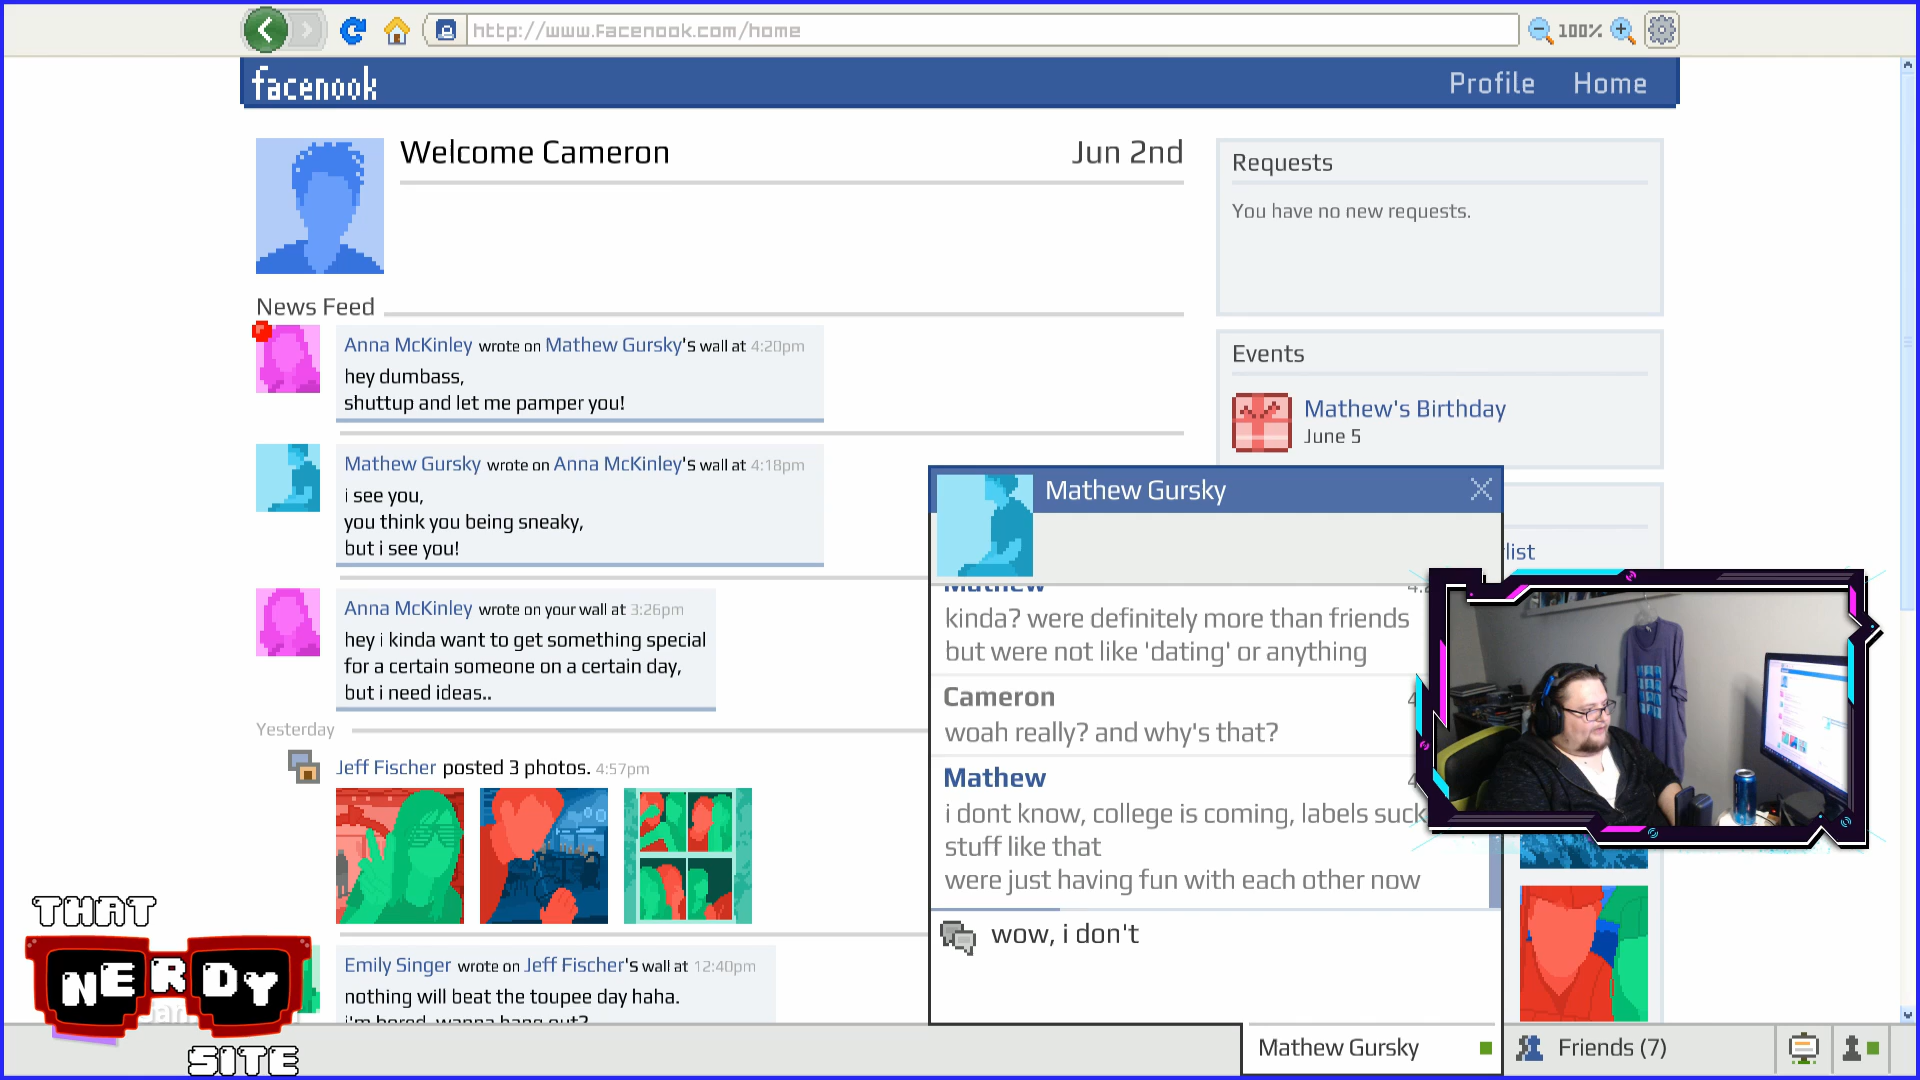 http://www.facenook.com/home
100%
facenook
Profile
Home
Welcome Cameron
Jun 2nd
Requests
You have no new requests.
News Feed
Anna McKinley wrote on Mathew Gursky's wall at 4:20pm
hey dumbass,
shuttup and let me pamper you!
Events
Mathew's Birthday
June 5
Mathew Gursky wrote on Anna McKinley's wall at 4:18pm
i see you,
you think you being sneaky,
but i see you!
Anna McKinley wrote on your wall at 3:26pm
hey i kinda want to get something special
for a certain someone on a certain day,
but i need ideas..
Yesterday
Jeff Fischer posted 3 photos. 4:57pm
Emily Singer wrote on Jeff Fischer's wall at 12:40pm
nothing will beat the toupee day haha.
i'm bored, wanna hang out?
Mathew Gursky
Mathew
kinda? were definitely more than friends
but were not like 'dating' or anything
Cameron
woah really? and why's that?
Mathew
i dont know, college is coming, labels suck
stuff like that
were just having fun with each other now
wow, i don't
Mathew Gursky
Friends (7)
THAT
NERDY
SITE